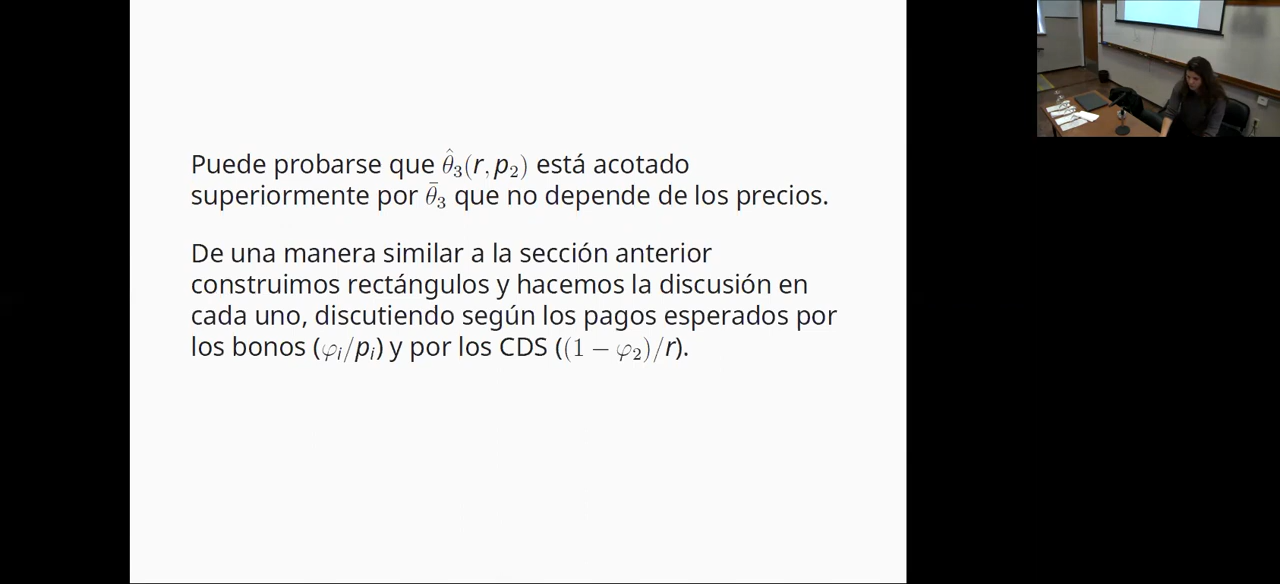 Puede probarse que θ̂₃(r, p₂) está acotado
superiormente por θ̄₃ que no depende de los precios.
De una manera similar a la sección anterior
construimos rectángulos y hacemos la discusión en
cada uno, discutiendo según los pagos esperados por
los bonos (φᵢ/pᵢ) y por los CDS ((1 − φ₂)/r).